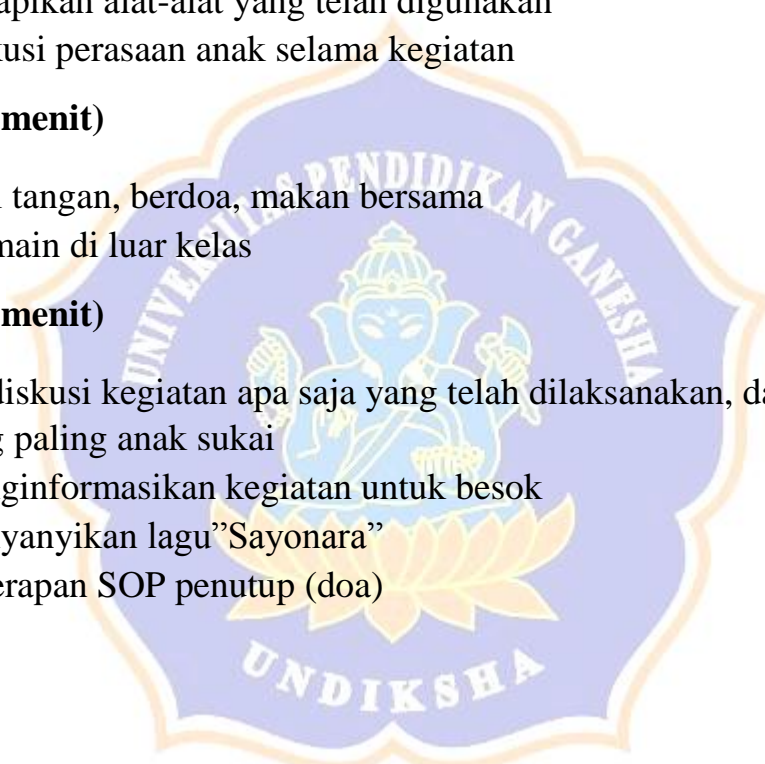 apikan alat-alat yang telah digunakan
kusi perasaan anak selama kegiatan
menit)
tangan, berdoa, makan bersama
main di luar kelas
menit)
diskusi kegiatan apa saja yang telah dilaksanakan, da
g paling anak sukai
ginformasikan kegiatan untuk besok
yanyikan lagu”Sayonara”
erapan SOP penutup (doa)
UNIVERSITAS PENDIDIKAN GANESHA
UNDIKSHA